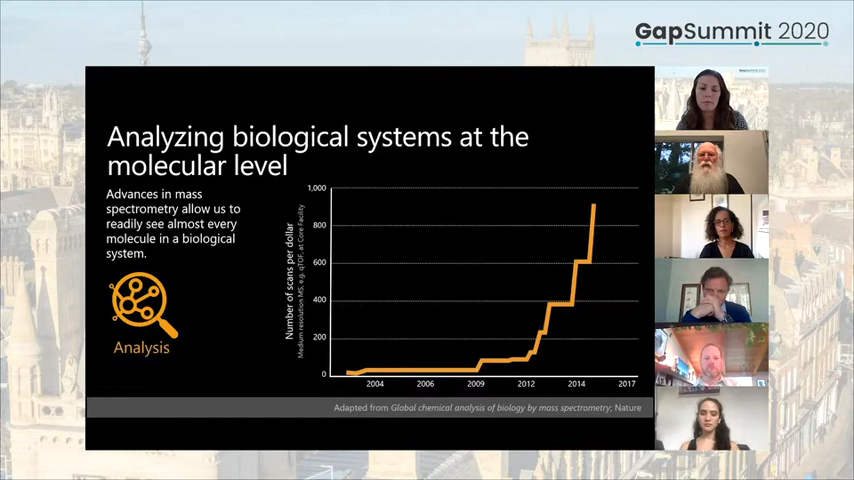 GapSummit 2020
Analyzing biological systems at the
molecular level
Advances in mass
spectrometry allow us to
readily see almost every
molecule in a biological
system.
Analysis
Number of scans per dollar
Medium resolution MS, e.g. qTOF, at Core Facility
1,000
800
600
400
200
0
2004
2006
2009
2012
2014
2017
Adapted from Global chemical analysis of biology by mass spectrometry; Nature